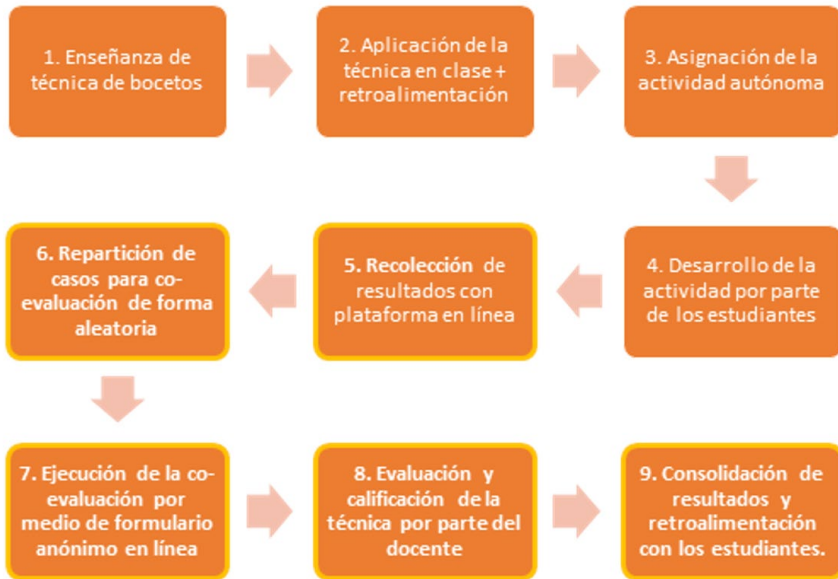 1. Enseñanza de
técnica de bocetos
2. Aplicación de la
técnica en clase +
retroalimentación
3. Asignación de la
actividad autónoma
4. Desarrollo de la
actividad por parte
de los estudiantes
5. Recolección de
resultados con
plataforma en línea
6. Repartición de
casos para co-
evaluación de forma
aleatoria
7. Ejecución de la co-
evaluación por
medio de formulario
anónimo en línea
8. Evaluación y
calificación de la
técnica por parte del
docente
9. Consolidación de
resultados y
retroalimentación
con los estudiantes.